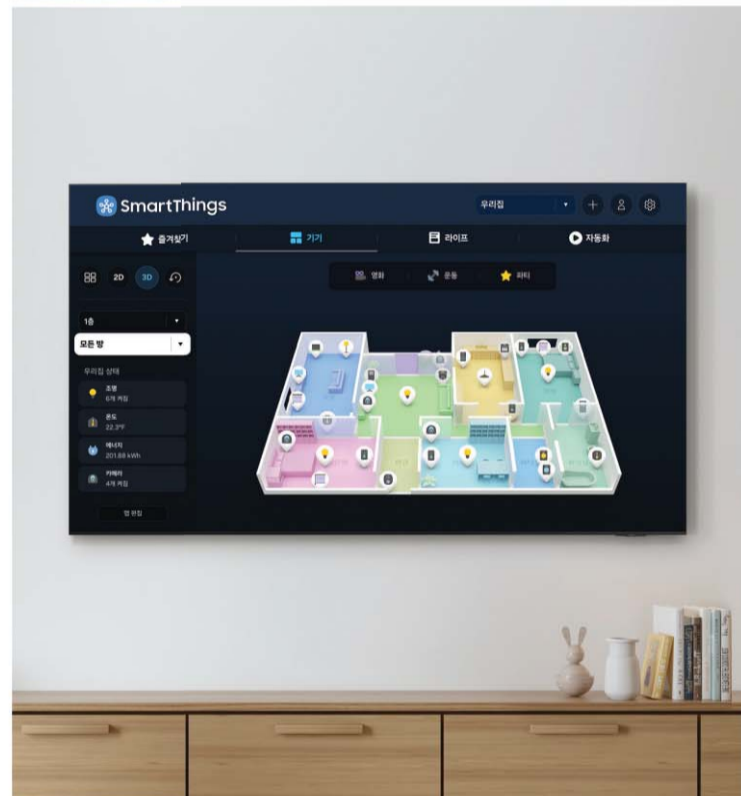 SmartThings
우리집
즐겨찾기
기기
라이프
자동화
2D
3D
영화
운동
파티
1층
모든 방
우리집 상태
조명
6개 켜짐
온도
22.3°F
에너지
201.88 kWh
카메라
4개 켜짐
맵 편집